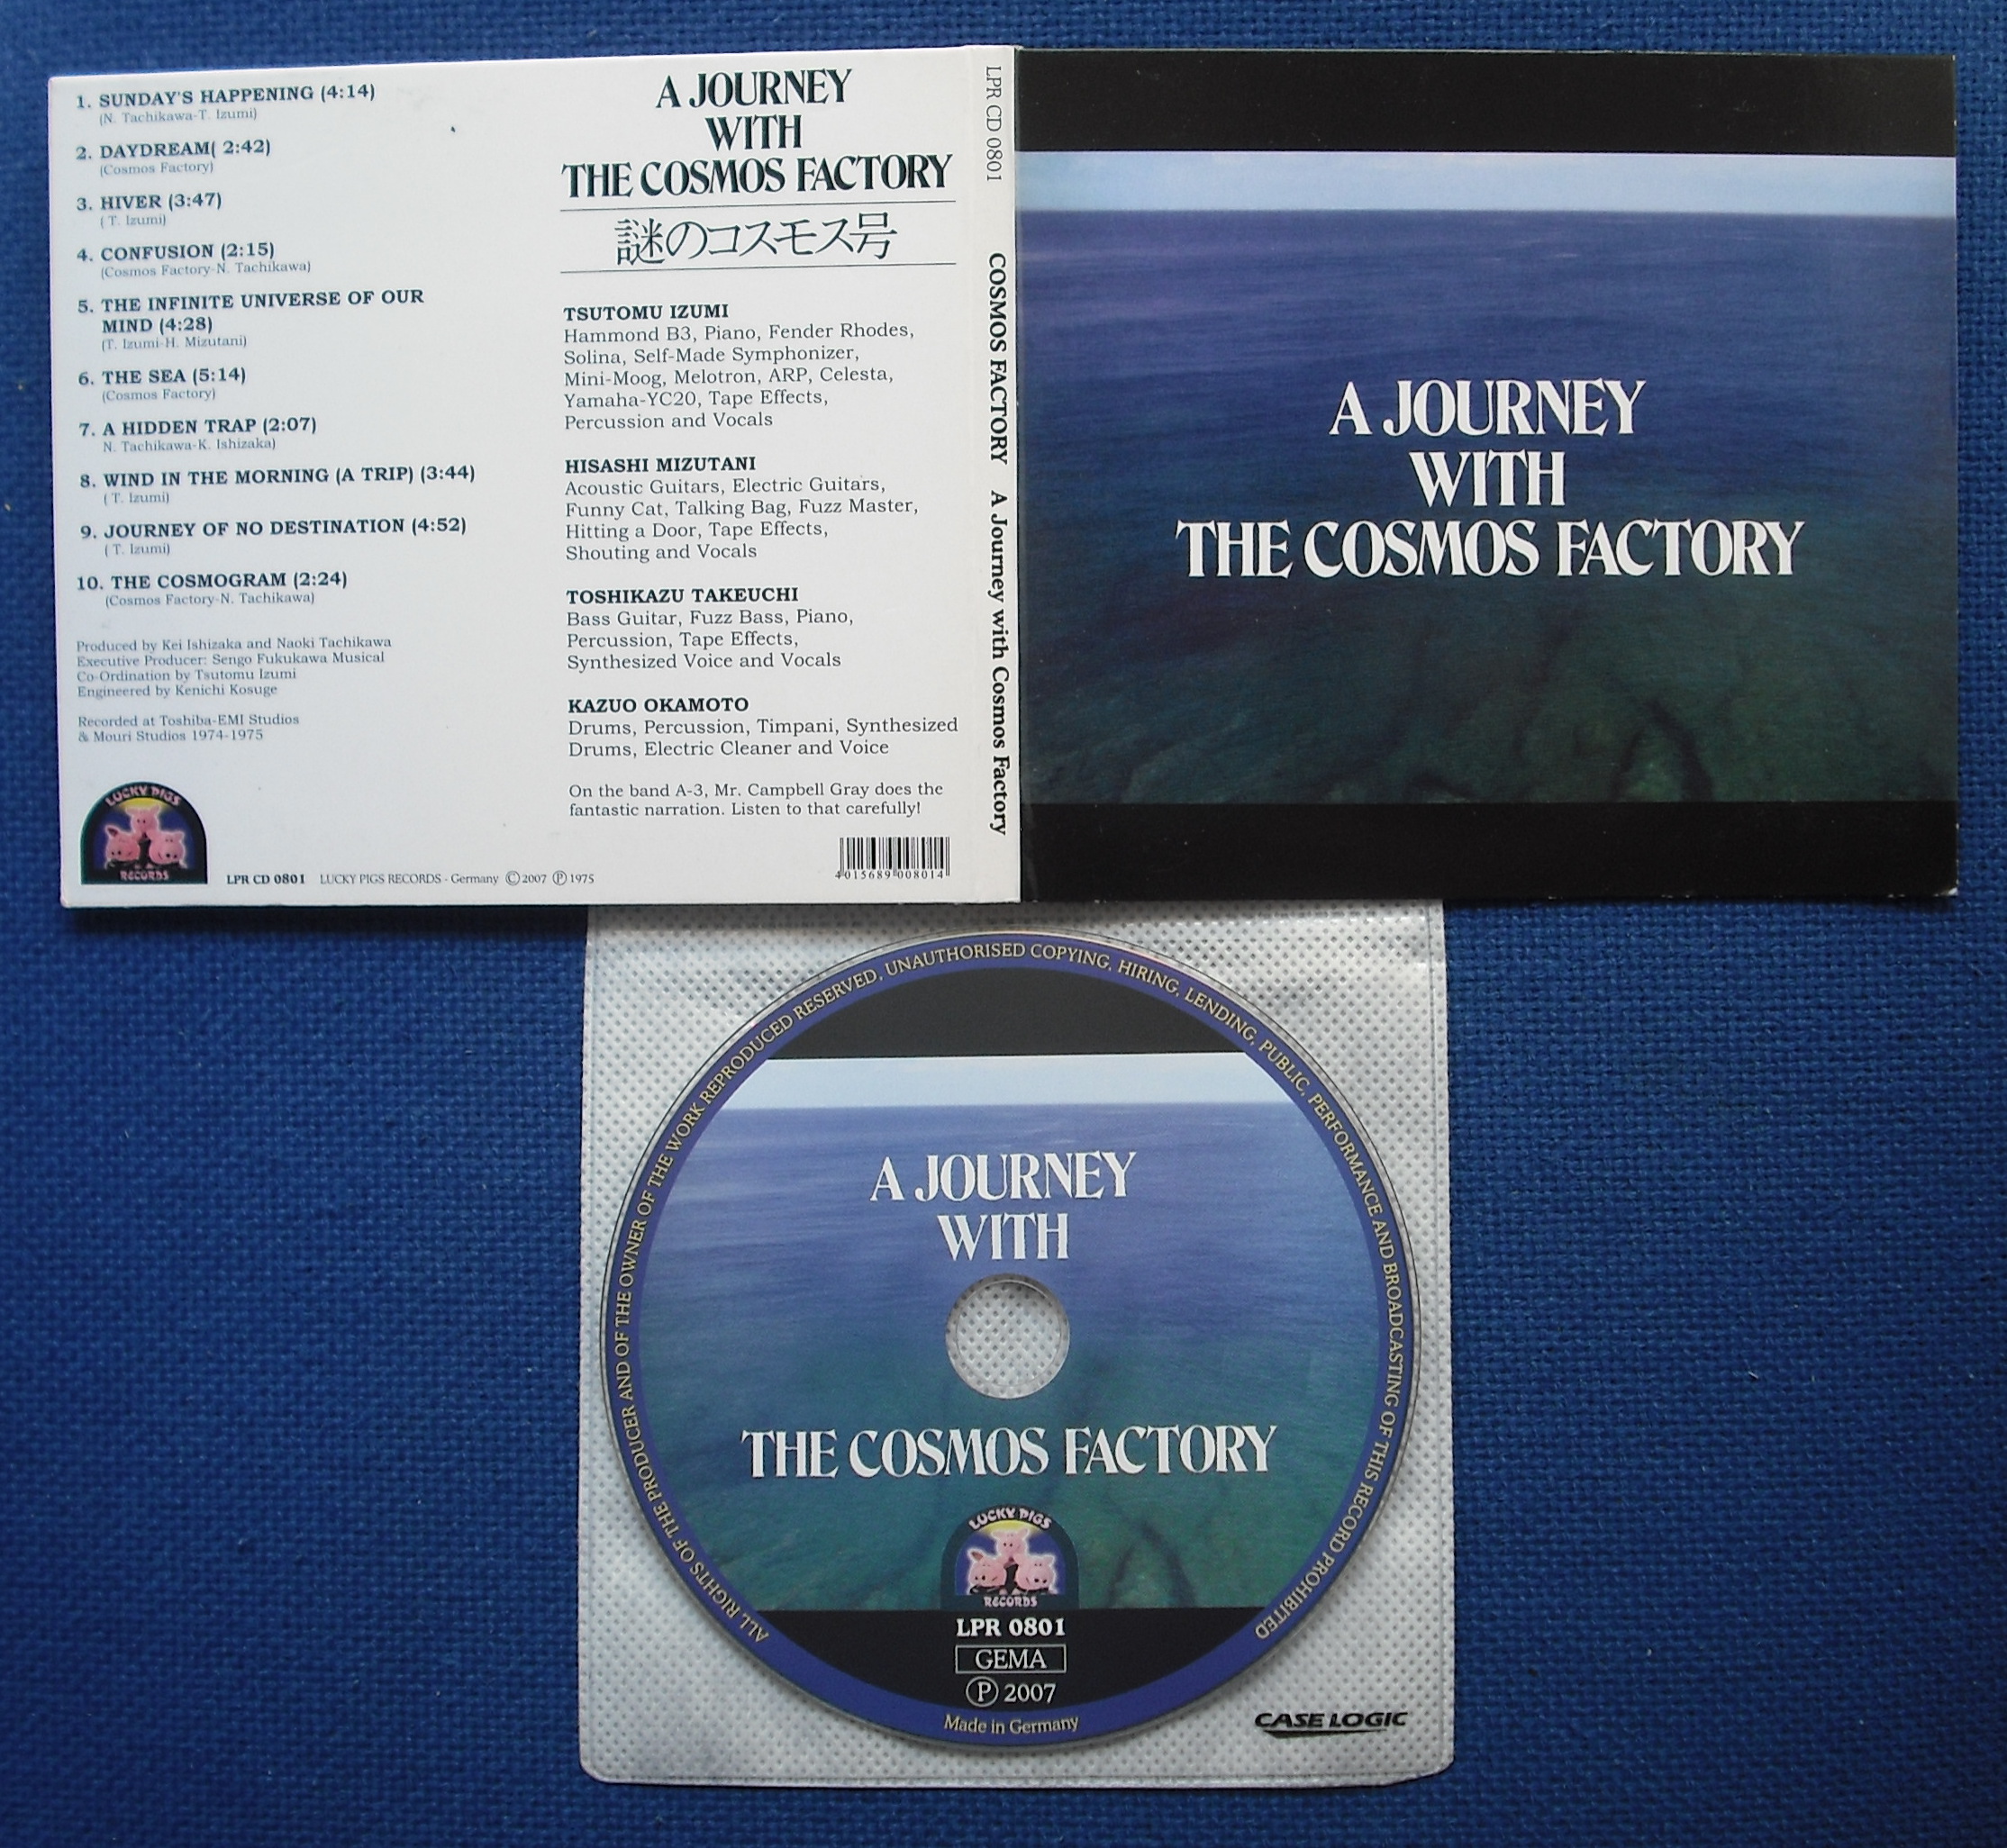 1. SUNDAY'S HAPPENING (4:14)
(N. Tachikawa-T. Izumi)
2. DAYDREAM( 2:42)
(Cosmos Factory)
3. HIVER (3:47)
( T. Izumi)
4. CONFUSION (2:15)
(Cosmos Factory-N. Tachikawa)
5. THE INFINITE UNIVERSE OF OUR
MIND (4:28)
(T. Izumi-H. Mizutani)
6. THE SEA (5:14)
(Cosmos Factory)
7. A HIDDEN TRAP (2:07)
N. Tachikawa-K. Ishizaka)
8. WIND IN THE MORNING (A TRIP) (3:44)
( T. Izumi)
9. JOURNEY OF NO DESTINATION (4:52)
( T. Izumi)
10. THE COSMOGRAM (2:24)
(Cosmos Factory-N. Tachikawa)
Produced by Kei Ishizaka and Naoki Tachikawa
Executive Producer: Sengo Fukukawa Musical
Co-Ordination by Tsutomu Izumi
Engineered by Kenichi Kosuge
Recorded at Toshiba-EMI Studios
& Mouri Studios 1974-1975
LUCKY PIGS
RECORDS
LPR CD 0801 LUCKY PIGS RECORDS - Germany ©2007 ℗ 1975
A JOURNEY
WITH
THE COSMOS FACTORY
謎のコスモス号
TSUTOMU IZUMI
Hammond B3, Piano, Fender Rhodes,
Solina, Self-Made Symphonizer,
Mini-Moog, Melotron, ARP, Celesta,
Yamaha-YC20, Tape Effects,
Percussion and Vocals
HISASHI MIZUTANI
Acoustic Guitars, Electric Guitars,
Funny Cat, Talking Bag, Fuzz Master,
Hitting a Door, Tape Effects,
Shouting and Vocals
TOSHIKAZU TAKEUCHI
Bass Guitar, Fuzz Bass, Piano,
Percussion, Tape Effects,
Synthesized Voice and Vocals
KAZUO OKAMOTO
Drums, Percussion, Timpani, Synthesized
Drums, Electric Cleaner and Voice
On the band A-3, Mr. Campbell Gray does the
fantastic narration. Listen to that carefully!
4 015689 008014
LPR CD 0801 COSMOS FACTORY A Journey with Cosmos Factory
A JOURNEY
WITH
THE COSMOS FACTORY
ALL RIGHTS OF THE PRODUCER AND OF THE OWNER OF THE WORK REPRODUCED RESERVED, UNAUTHORISED COPYING, HIRING, LENDING, PUBLIC, PERFORMANCE AND BROADCASTING OF THIS RECORD PROHIBITED
A JOURNEY
WITH
THE COSMOS FACTORY
LUCKY PIGS
RECORDS
LPR 0801
GEMA
℗ 2007
Made in Germany
CASE LOGIC